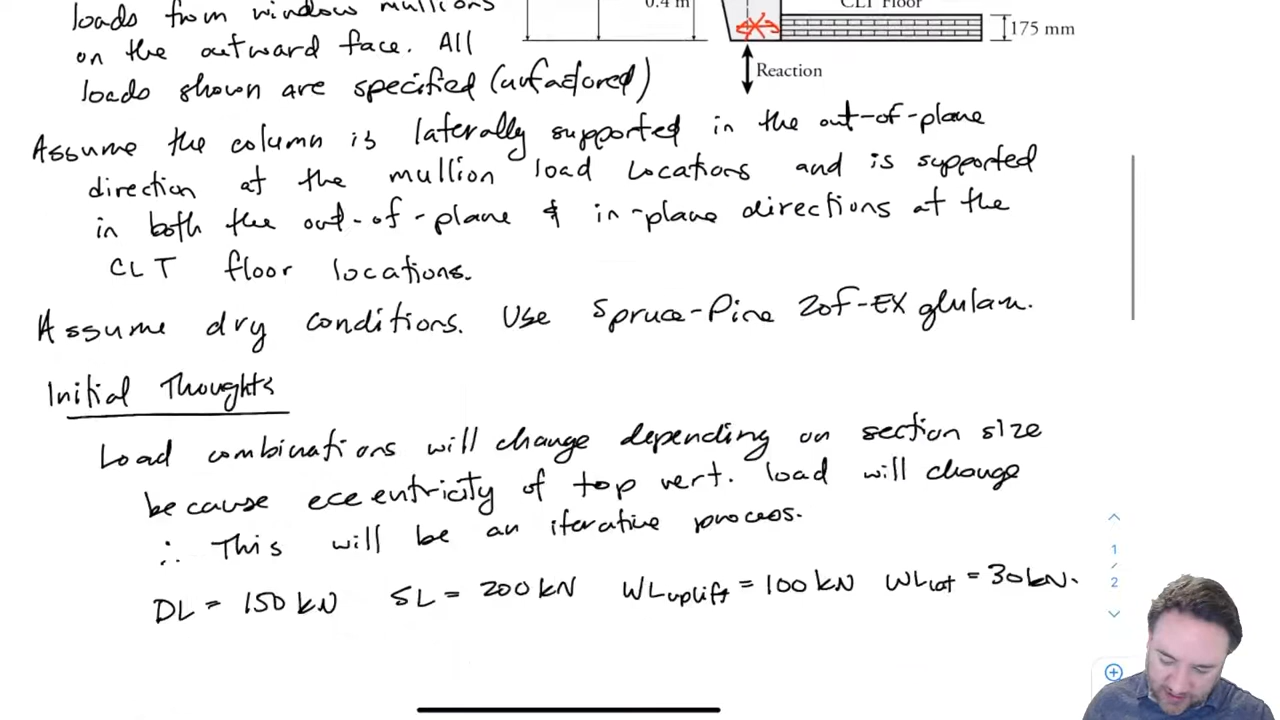 loads from window mullions
0.4 m
CLT Floor
on the outward face. All
175 mm
loads shown are specified (unfactored)
Reaction
Assume the column is laterally supported in the out-of-plane
direction at the mullion load locations and is supported
in both the out-of-plane & in-plane directions at the
CLT floor locations.
Assume dry conditions. Use Spruce-Pine 20f-EX glulam.
Initial Thoughts
Load combinations will change depending on section size
because eccentricity of top vert. load will change
∴ This will be an iterative process.
DL = 150 kN SL = 200 kN WLuplift = 100 kN WLlat = 30 kN.
1
2